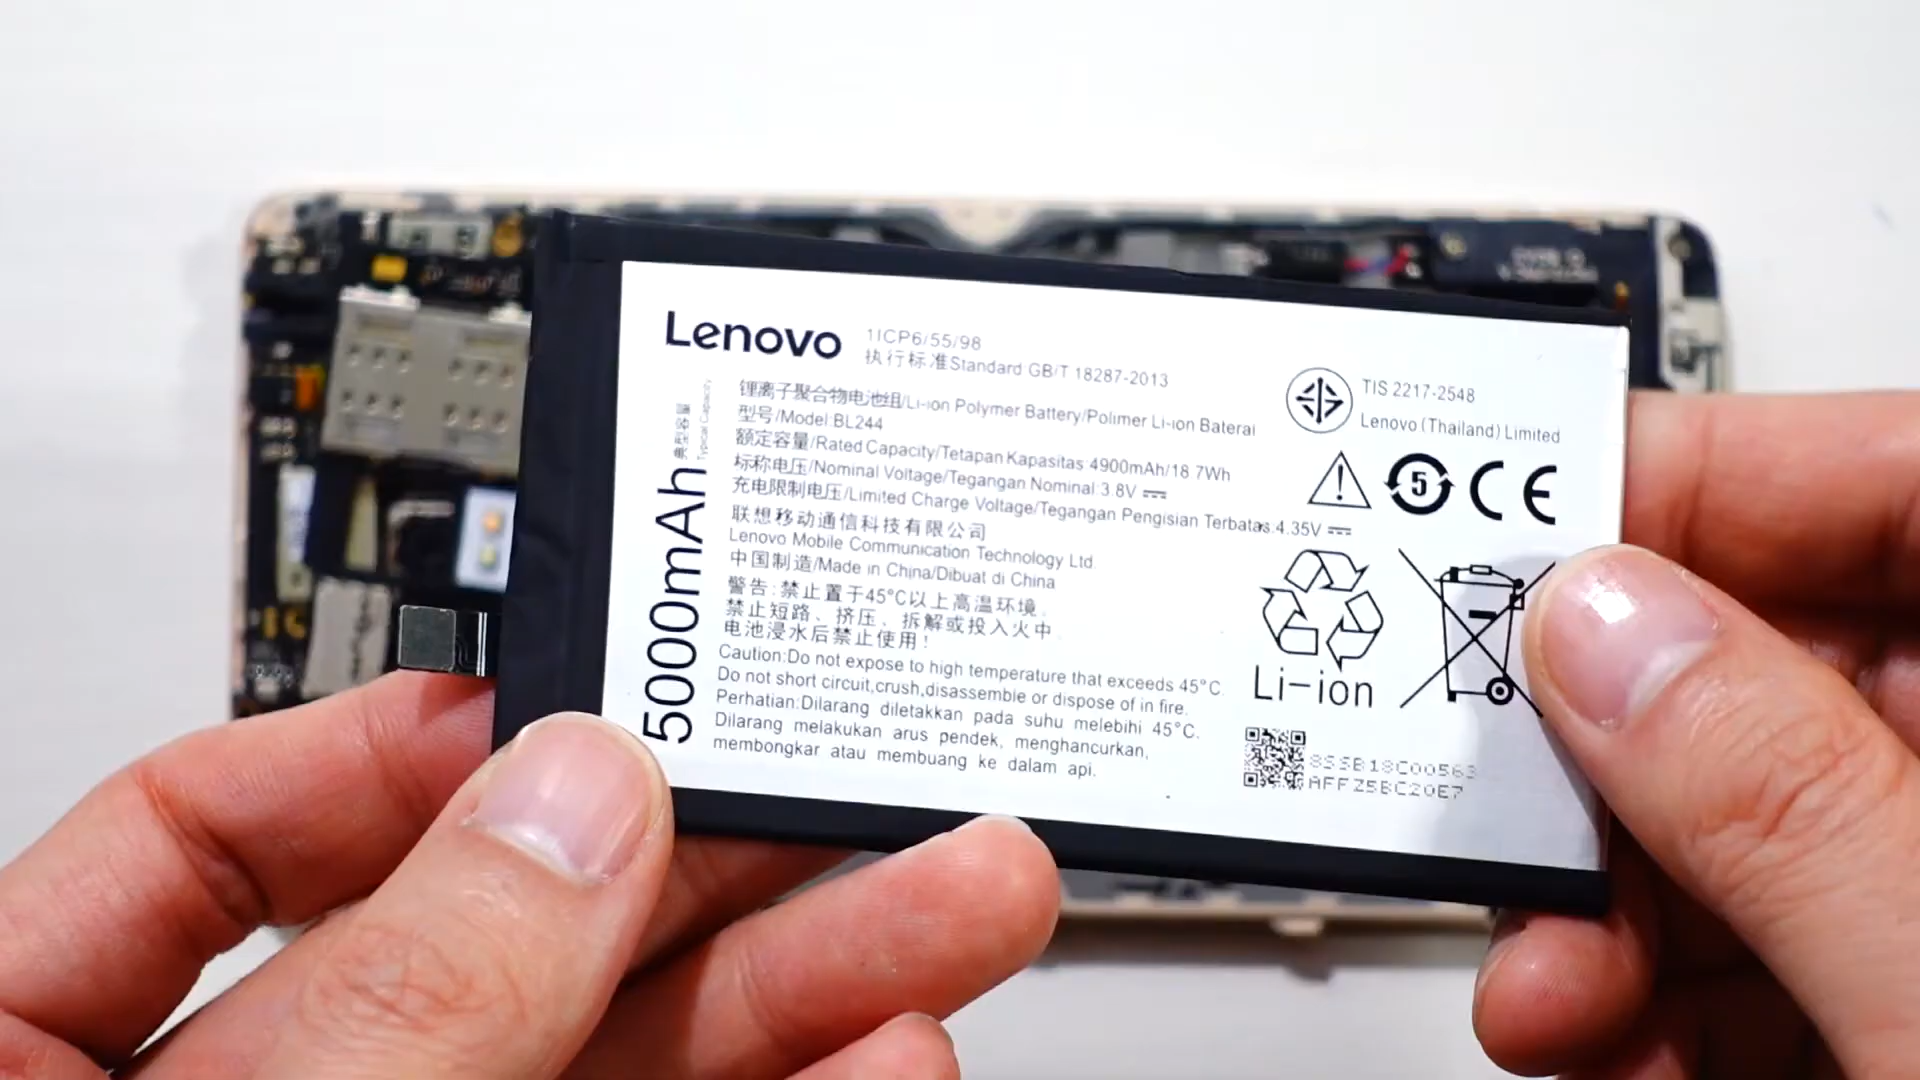 Lenovo
1ICP6/55/98
执行标准Standard GB/T 18287-2013
锂离子聚合物电池组/Li-ion Polymer Battery/Polimer Li-ion Baterai
型号/Model:BL244
额定容量/Rated Capacity/Tetapan Kapasitas:4900mAh/18.7Wh
标称电压/Nominal Voltage/Tegangan Nominal:3.8V
充电限制电压/Limited Charge Voltage/Tegangan Pengisian Terbatas:4.35V
联想移动通信科技有限公司
Lenovo Mobile Communication Technology Ltd.
中国制造/Made in China/Dibuat di China
警告:禁止置于45°C以上高温环境。
禁止短路、挤压、拆解或投入火中。
电池浸水后禁止使用!
Caution:Do not expose to high temperature that exceeds 45°C.
Do not short circuit,crush,disassemble or dispose of in fire.
Perhatian:Dilarang diletakkan pada suhu melebihi 45°C.
Dilarang melakukan arus pendek, menghancurkan,
membongkar atau membuang ke dalam api.
5000mAh
典型容量
Typical Capacity
TIS 2217-2548
Lenovo (Thailand) Limited
5
CE
Li-ion
8SSB18C00563
AFFZ5BC20E7